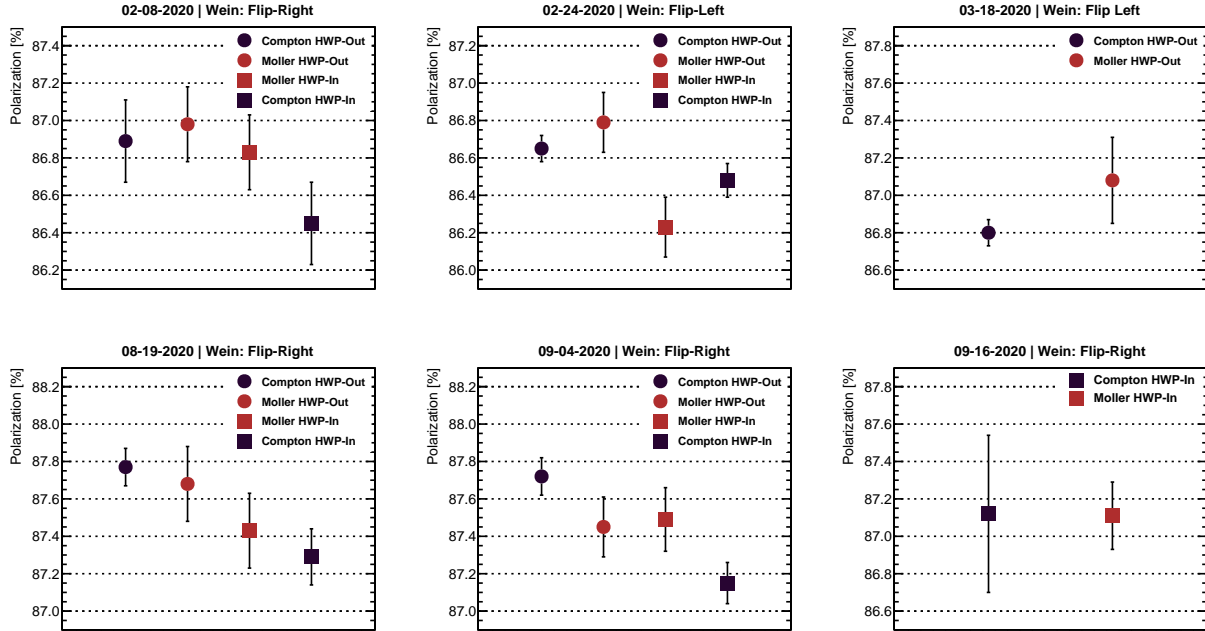 02-08-2020 | Wein: Flip-Right
Polarization [%]
87.4
87.2
87.0
86.8
86.6
86.4
86.2
Compton HWP-Out
Moller HWP-Out
Moller HWP-In
Compton HWP-In
02-24-2020 | Wein: Flip-Left
Polarization [%]
87.2
87.0
86.8
86.6
86.4
86.2
86.0
Compton HWP-Out
Moller HWP-Out
Moller HWP-In
Compton HWP-In
03-18-2020 | Wein: Flip Left
Polarization [%]
87.8
87.6
87.4
87.2
87.0
86.8
86.6
Compton HWP-Out
Moller HWP-Out
08-19-2020 | Wein: Flip-Right
Polarization [%]
88.2
88.0
87.8
87.6
87.4
87.2
87.0
Compton HWP-Out
Moller HWP-Out
Moller HWP-In
Compton HWP-In
09-04-2020 | Wein: Flip-Right
Polarization [%]
88.2
88.0
87.8
87.6
87.4
87.2
87.0
Compton HWP-Out
Moller HWP-Out
Moller HWP-In
Compton HWP-In
09-16-2020 | Wein: Flip-Right
Polarization [%]
87.8
87.6
87.4
87.2
87.0
86.8
86.6
Compton HWP-In
Moller HWP-In